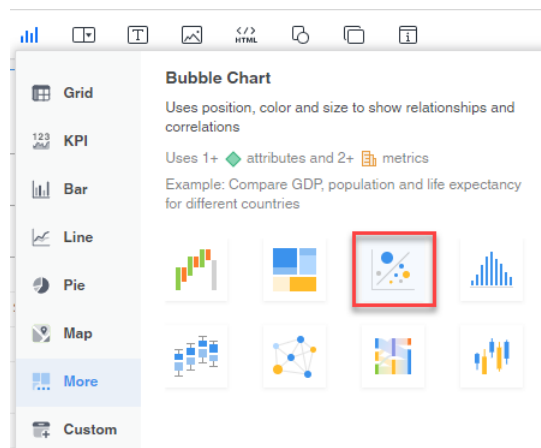 HTML
Bubble Chart
Uses position, color and size to show relationships and
correlations
Uses 1+ attributes and 2+ metrics
Example: Compare GDP, population and life expectancy
for different countries
Grid
123
KPI
Bar
Line
Pie
Map
More
Custom